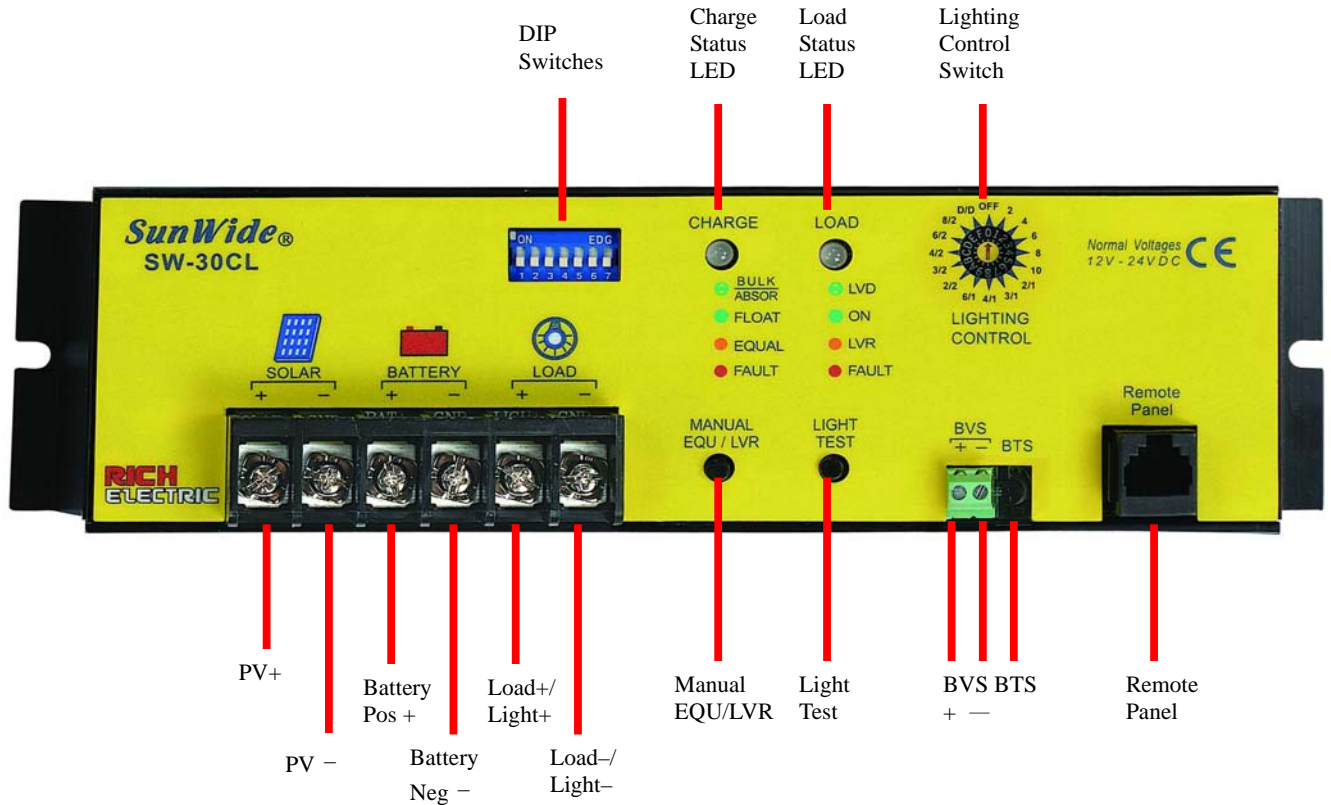 DIP
Switches
Charge
Status
LED
Load
Status
LED
Lighting
Control
Switch
SunWide®
SW-30CL
ON EDG
1 2 3 4 5 6 7
CHARGE
BULK
ABSOR
FLOAT
EQUAL
FAULT
LOAD
LVD
ON
LVR
FAULT
OFF 2 4 6 8 10 2/1 3/1 4/1 6/1 2/2 3/2 4/2 6/2 8/2 D/D
LIGHTING
CONTROL
Normal Voltages
12V - 24V DC
CE
SOLAR
+ −
BATTERY
+ −
LOAD
+ −
BAT+
GND
RICH
ELECTRIC
MANUAL
EQU / LVR
LIGHT
TEST
BVS
+ −
BTS
Remote
Panel
PV+
PV −
Battery
Pos +
Battery
Neg −
Load+/
Light+
Load–/
Light–
Manual
EQU/LVR
Light
Test
BVS BTS
+ —
Remote
Panel